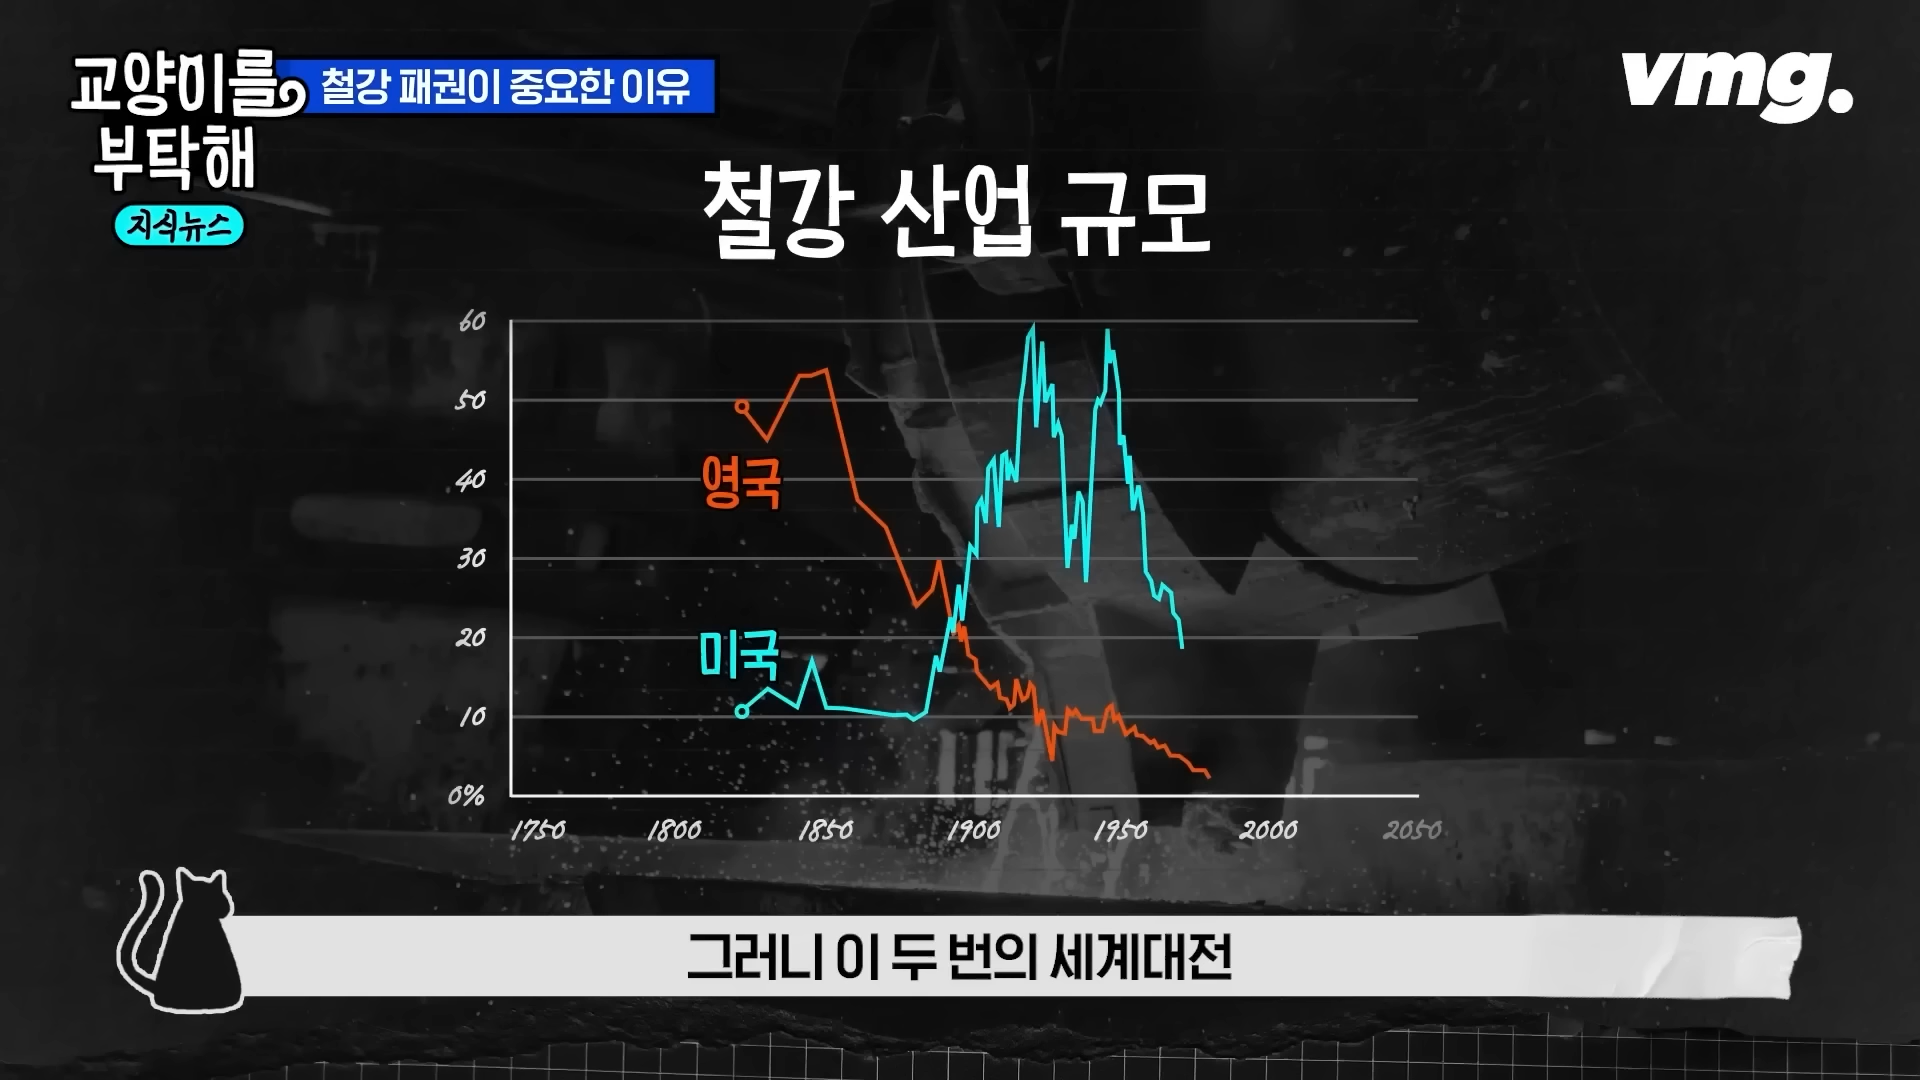 교양이를
부탁해
지식뉴스
철강 패권이 중요한 이유
vmg.
철강 산업 규모
60
50
40
30
20
10
0%
영국
미국
1750 1800 1850 1900 1950 2000 2050
그러니 이 두 번의 세계대전